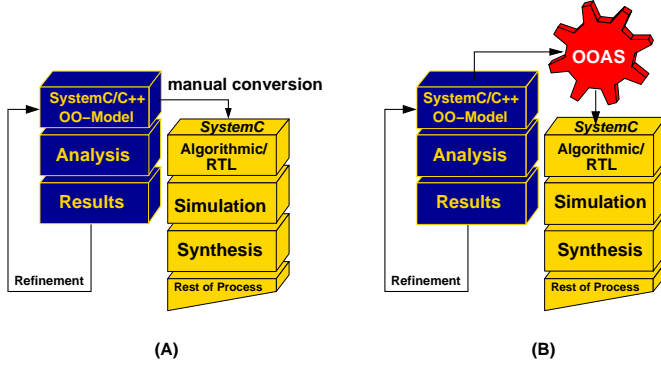 manual conversion
SystemC/C++
OO−Model
Analysis
Results
Refinement
SystemC
Algorithmic/
RTL
Simulation
Synthesis
Rest of Process
(A)
OOAS
SystemC/C++
OO−Model
Analysis
Results
Refinement
SystemC
Algorithmic/
RTL
Simulation
Synthesis
Rest of Process
(B)